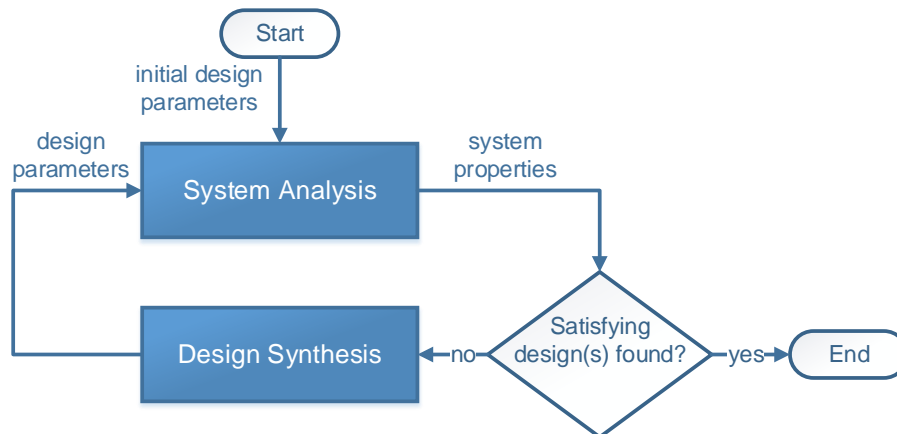 Start
initial design
parameters
design
parameters
system
properties
System Analysis
Satisfying
design(s) found?
Design Synthesis
no
yes
End